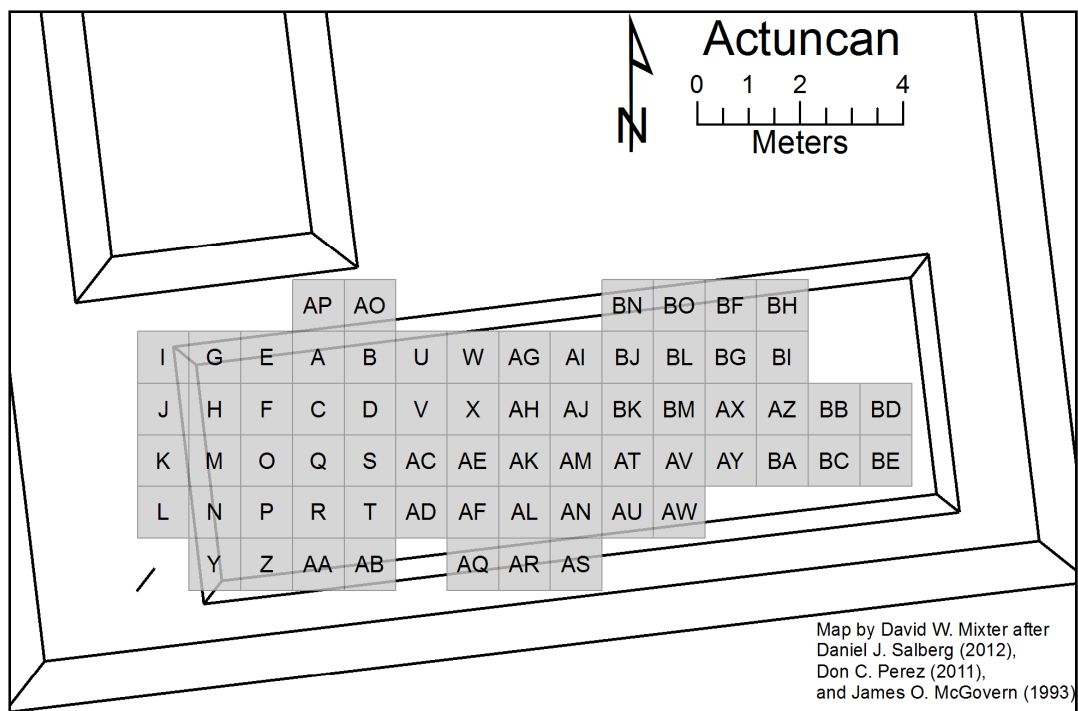 Actuncan
0 1 2 4
Meters
N
AP AO BN BO BF BH
I G E A B U W AG AI BJ BL BG BI
J H F C D V X AH AJ BK BM AX AZ BB BD
K M O Q S AC AE AK AM AT AV AY BA BC BE
L N P R T AD AF AL AN AU AW
Y Z AA AB AQ AR AS
Map by David W. Mixter after
Daniel J. Salberg (2012),
Don C. Perez (2011),
and James O. McGovern (1993)